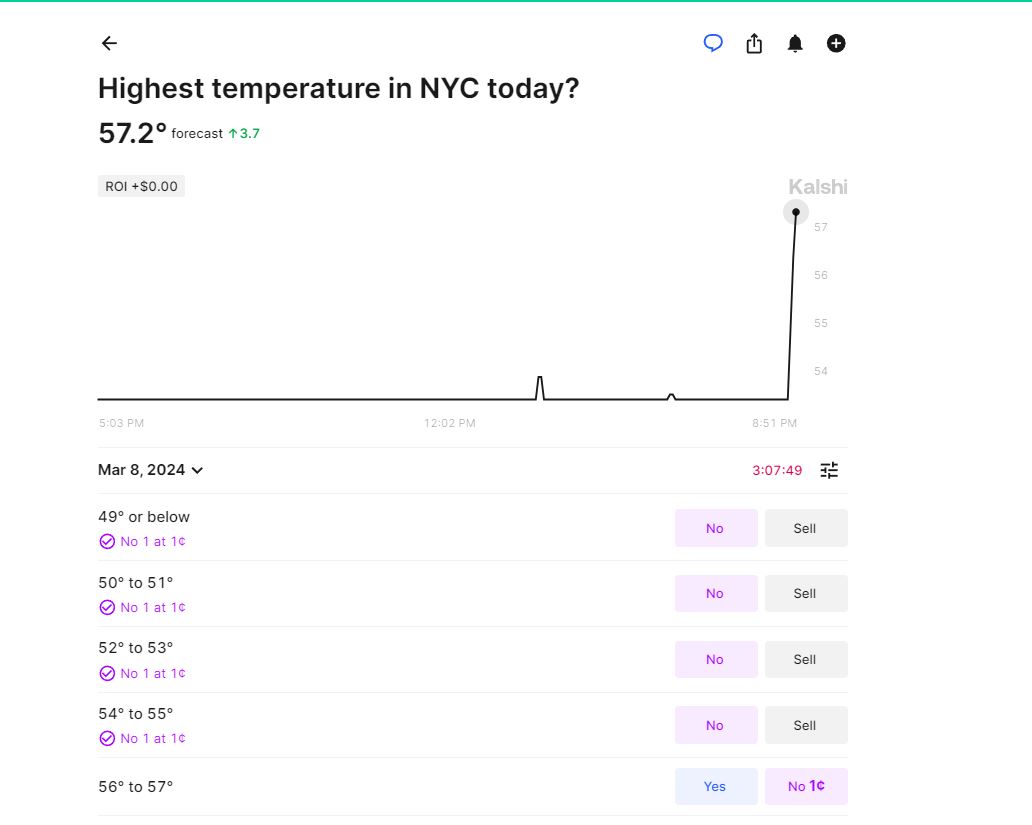 Highest temperature in NYC today?
57.2° forecast ↑3.7
ROI +$0.00
Kalshi
57
56
55
54
5:03 PM 12:02 PM 8:51 PM
Mar 8, 2024 3:07:49
49° or below
No 1 at 1¢
No Sell
50° to 51°
No 1 at 1¢
No Sell
52° to 53°
No 1 at 1¢
No Sell
54° to 55°
No 1 at 1¢
No Sell
56° to 57° Yes No 1¢